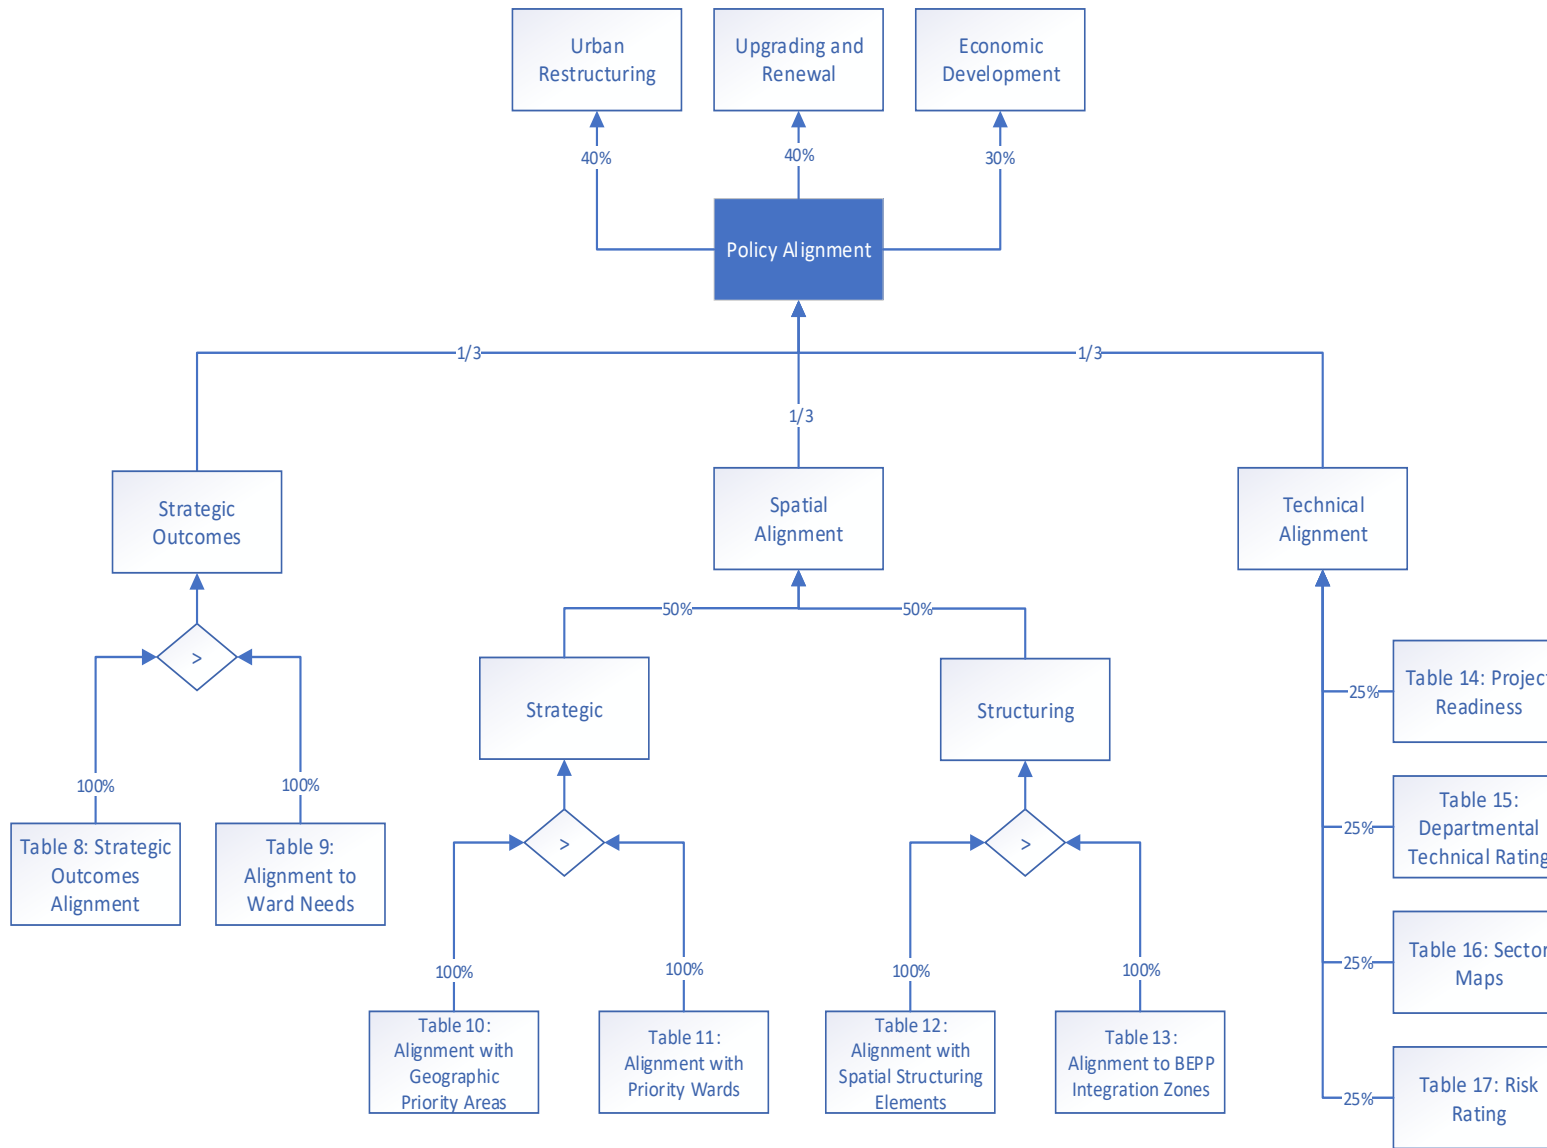 Urban
Restructuring
Upgrading and
Renewal
Economic
Development
40%
40%
30%
Policy Alignment
1/3
1/3
1/3
Strategic
Outcomes
Spatial
Alignment
Technical
Alignment
>
50%
50%
Strategic
Structuring
Table 14: Project
Readiness
25%
100%
100%
Table 8: Strategic
Outcomes
Alignment
Table 9:
Alignment to
Ward Needs
>
>
Table 15:
Departmental
Technical Rating
25%
100%
100%
100%
100%
Table 16: Sector
Maps
25%
Table 10:
Alignment with
Geographic
Priority Areas
Table 11:
Alignment with
Priority Wards
Table 12:
Alignment with
Spatial Structuring
Elements
Table 13:
Alignment to BEPP
Integration Zones
Table 17: Risk
Rating
25%